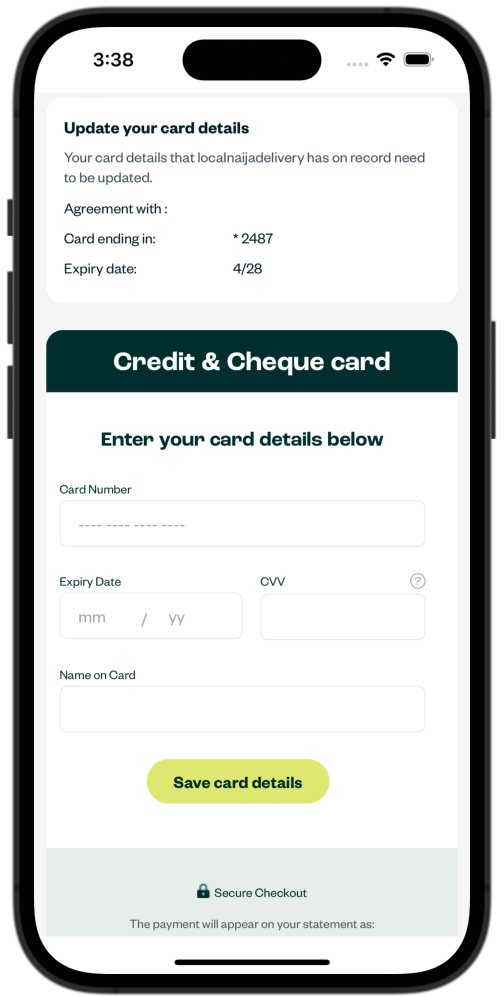 3:38
Update your card details
Your card details that localnaijadelivery has on record need
to be updated.
Agreement with :
Card ending in: * 2487
Expiry date: 4/28
Credit & Cheque card
Enter your card details below
Card Number
---- ---- ---- ----
Expiry Date CVV ?
mm / yy
Name on Card
Save card details
Secure Checkout
The payment will appear on your statement as: